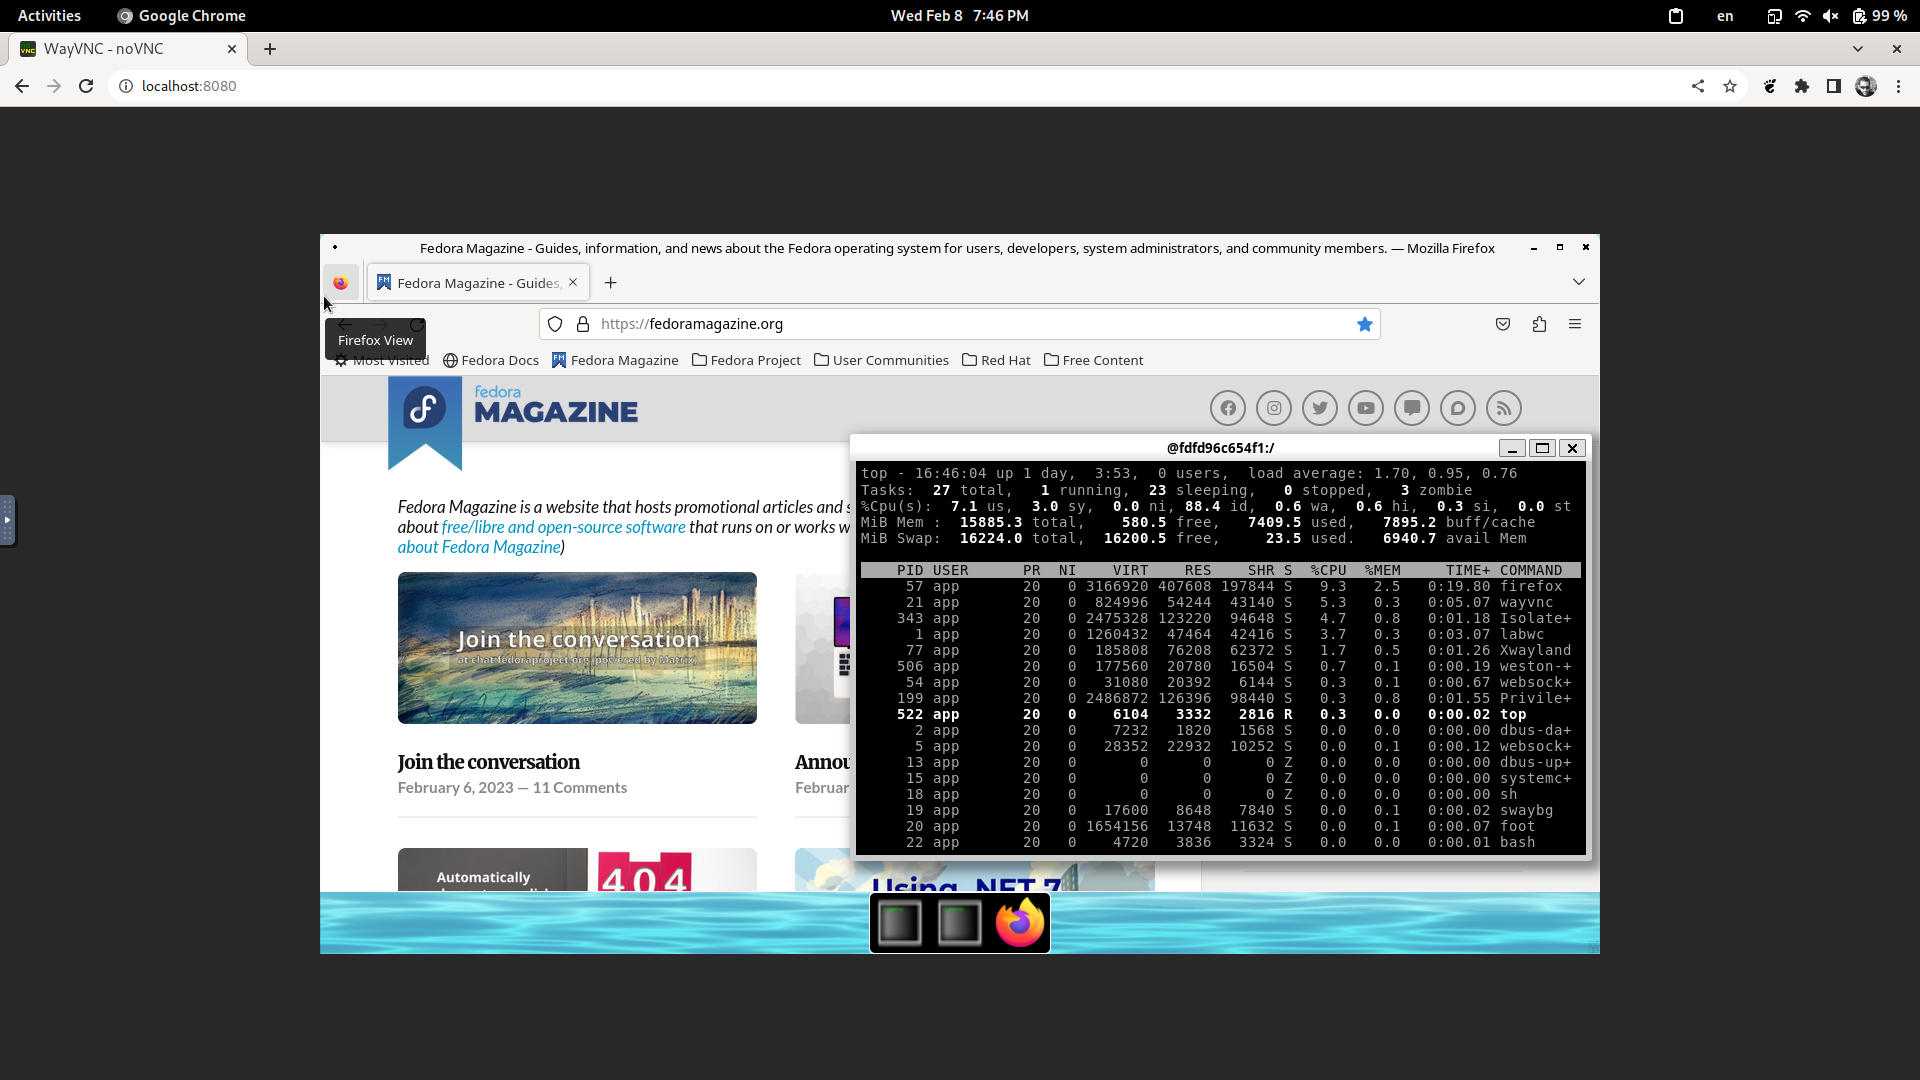 Activities
Google Chrome
Wed Feb 8 7:46 PM
en
99 %
WayVNC - noVNC
localhost:8080
Fedora Magazine - Guides, information, and news about the Fedora operating system for users, developers, system administrators, and community members. — Mozilla Firefox
Fedora Magazine - Guides,
https://fedoramagazine.org
Firefox View
Most Visited
Fedora Docs
Fedora Magazine
Fedora Project
User Communities
Red Hat
Free Content
fedora
MAGAZINE
Fedora Magazine is a website that hosts promotional articles and s
about free/libre and open-source software that runs on or works w
about Fedora Magazine)
Join the conversation
at chat.fedoraproject.org (powered by Matrix)
Join the conversation
February 6, 2023 — 11 Comments
Annou
Februar
Automatically
404
Using .NET 7
@fdfd96c654f1:/
top - 16:46:04 up 1 day,  3:53,  0 users,  load average: 1.70, 0.95, 0.76
Tasks:  27 total,   1 running,  23 sleeping,   0 stopped,   3 zombie
%Cpu(s):  7.1 us,  3.0 sy,  0.0 ni, 88.4 id,  0.6 wa,  0.6 hi,  0.3 si,  0.0 st
MiB Mem :  15885.3 total,    580.5 free,   7409.5 used,   7895.2 buff/cache
MiB Swap:  16224.0 total,  16200.5 free,     23.5 used.   6940.7 avail Mem
PID USER      PR  NI    VIRT    RES    SHR S  %CPU  %MEM     TIME+ COMMAND
57 app       20   0 3166920 407608 197844 S   9.3   2.5   0:19.80 firefox
21 app       20   0  824996  54244  43140 S   5.3   0.3   0:05.07 wayvnc
343 app       20   0 2475328 123220  94648 S   4.7   0.8   0:01.18 Isolate+
1 app       20   0 1260432  47464  42416 S   3.7   0.3   0:03.07 labwc
77 app       20   0  185808  76208  62372 S   1.7   0.5   0:01.26 Xwayland
506 app       20   0  177560  20780  16504 S   0.7   0.1   0:00.19 weston-+
54 app       20   0   31080  20392   6144 S   0.3   0.1   0:00.67 websock+
199 app       20   0 2486872 126396  98440 S   0.3   0.8   0:01.55 Privile+
522 app       20   0    6104   3332   2816 R   0.3   0.0   0:00.02 top
2 app       20   0    7232   1820   1568 S   0.0   0.0   0:00.00 dbus-da+
5 app       20   0   28352  22932  10252 S   0.0   0.1   0:00.12 websock+
13 app       20   0       0      0      0 Z   0.0   0.0   0:00.00 dbus-up+
15 app       20   0       0      0      0 Z   0.0   0.0   0:00.00 systemc+
18 app       20   0       0      0      0 Z   0.0   0.0   0:00.00 sh
19 app       20   0   17600   8648   7840 S   0.0   0.1   0:00.02 swaybg
20 app       20   0 1654156  13748  11632 S   0.0   0.1   0:00.07 foot
22 app       20   0    4720   3836   3324 S   0.0   0.0   0:00.01 bash